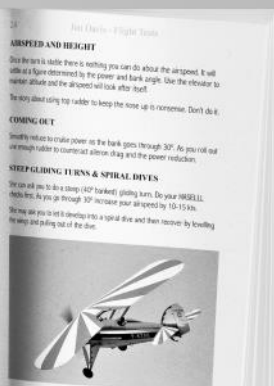 24
Jim Davis - Flight Tests
AIRSPEED AND HEIGHT
Once the turn is stable there is nothing you can do about the airspeed. It will
settle at a figure determined by the power and bank angle. Use the elevator to
maintain altitude and the airspeed will look after itself.
The story about using top rudder to keep the nose up is nonsense. Don't do it.
COMING OUT
Smoothly reduce to cruise power as the bank goes through 30°. As you roll out
use enough rudder to counteract aileron drag and the power reduction.
STEEP GLIDING TURNS & SPIRAL DIVES
She can ask you to do a steep (40° banked) gliding turn. Do your HASELLL
checks first. As you go through 30° increase your airspeed by 10-15 kts.
She may ask you to let it develop into a spiral dive and then recover by levelling
the wings and pulling out of the dive.